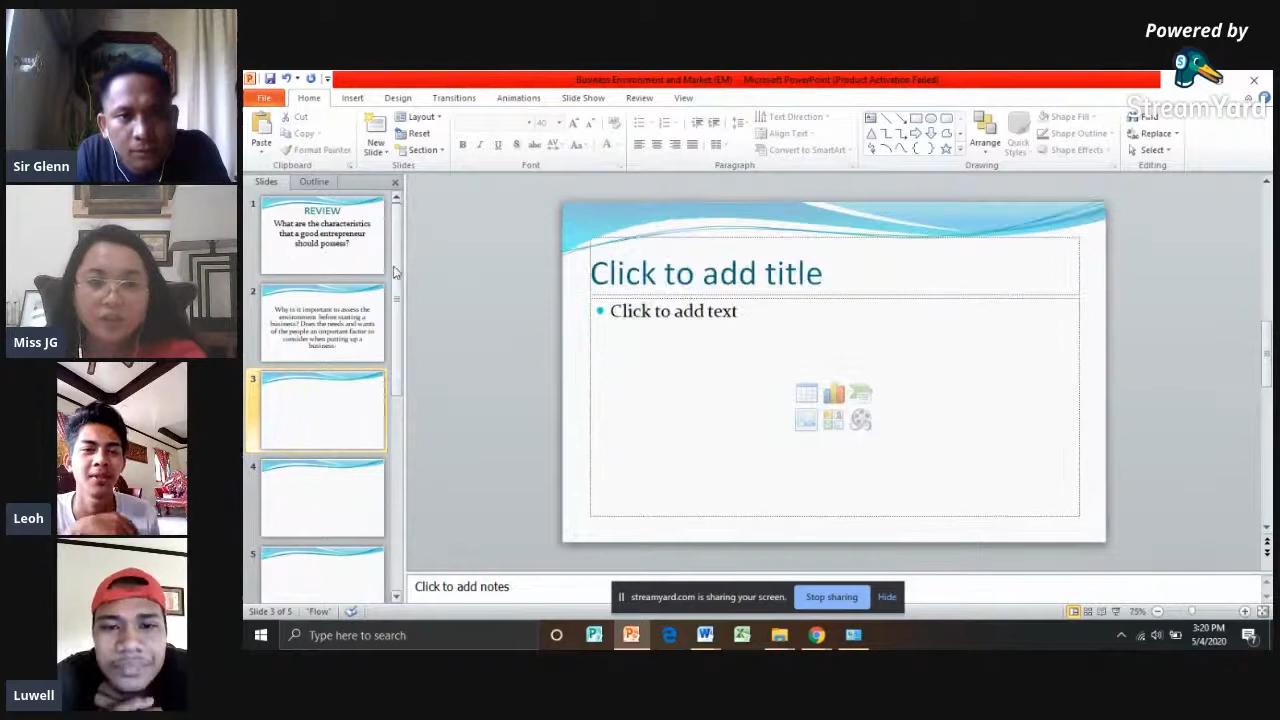 Powered by
StreamYard
Sir Glenn
Miss JG
Leoh
Luwell
Business Environment and Market (EM) - Microsoft PowerPoint (Product Activation Failed)
File Home Insert Design Transitions Animations Slide Show Review View
Paste
Cut
Copy
Format Painter
Clipboard
New
Slide
Layout
Reset
Section
Slides
40
Font
Text Direction
Align Text
Convert to SmartArt
Paragraph
Arrange
Quick
Styles
Shape Fill
Shape Outline
Shape Effects
Drawing
Find
Replace
Select
Editing
Slides Outline
1
REVIEW
What are the characteristics
that a good entrepreneur
should possess?
2
Why is it important to assess the
environment before starting a
business? Does the needs and wants
of the people an important factor to
consider when putting up a
business.
3
4
5
Click to add title
• Click to add text
Click to add notes
streamyard.com is sharing your screen. Stop sharing Hide
Slide 3 of 5 "Flow" 75%
Type here to search
3:20 PM
5/4/2020